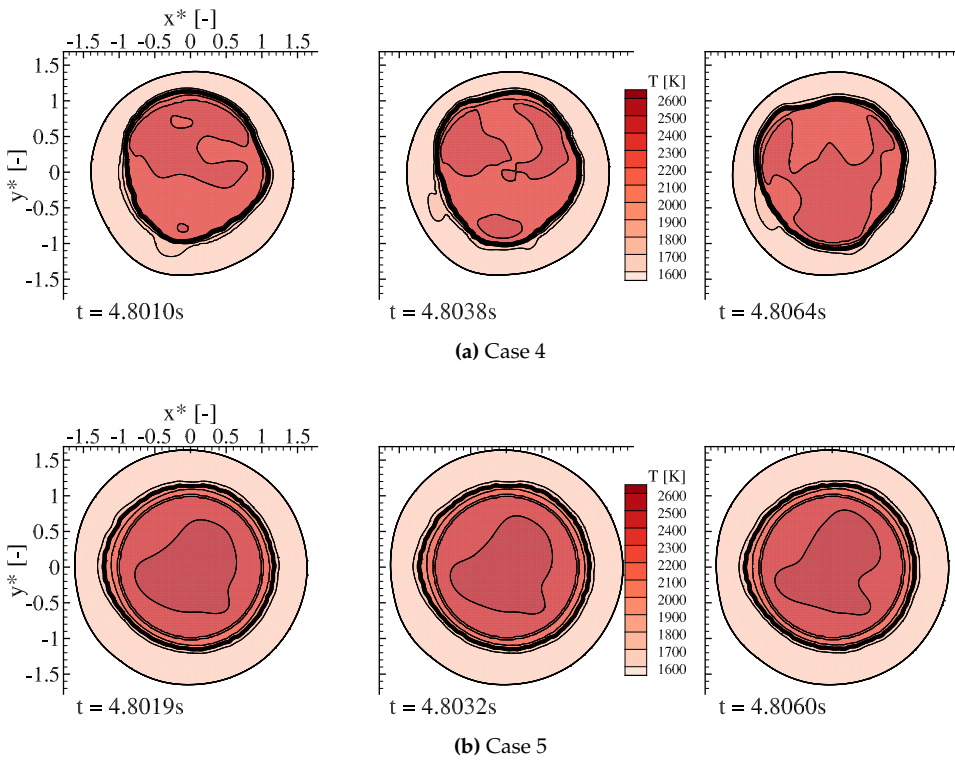 x* [-]
-1.5 -1 -0.5 0 0.5 1 1.5
y* [-]
1.5
1
0.5
0
-0.5
-1
-1.5
T [K]
2600
2500
2400
2300
2200
2100
2000
1900
1800
1700
1600
t = 4.8010s
t = 4.8038s
t = 4.8064s
(a) Case 4
x* [-]
-1.5 -1 -0.5 0 0.5 1 1.5
y* [-]
1.5
1
0.5
0
-0.5
-1
-1.5
T [K]
2600
2500
2400
2300
2200
2100
2000
1900
1800
1700
1600
t = 4.8019s
t = 4.8032s
t = 4.8060s
(b) Case 5